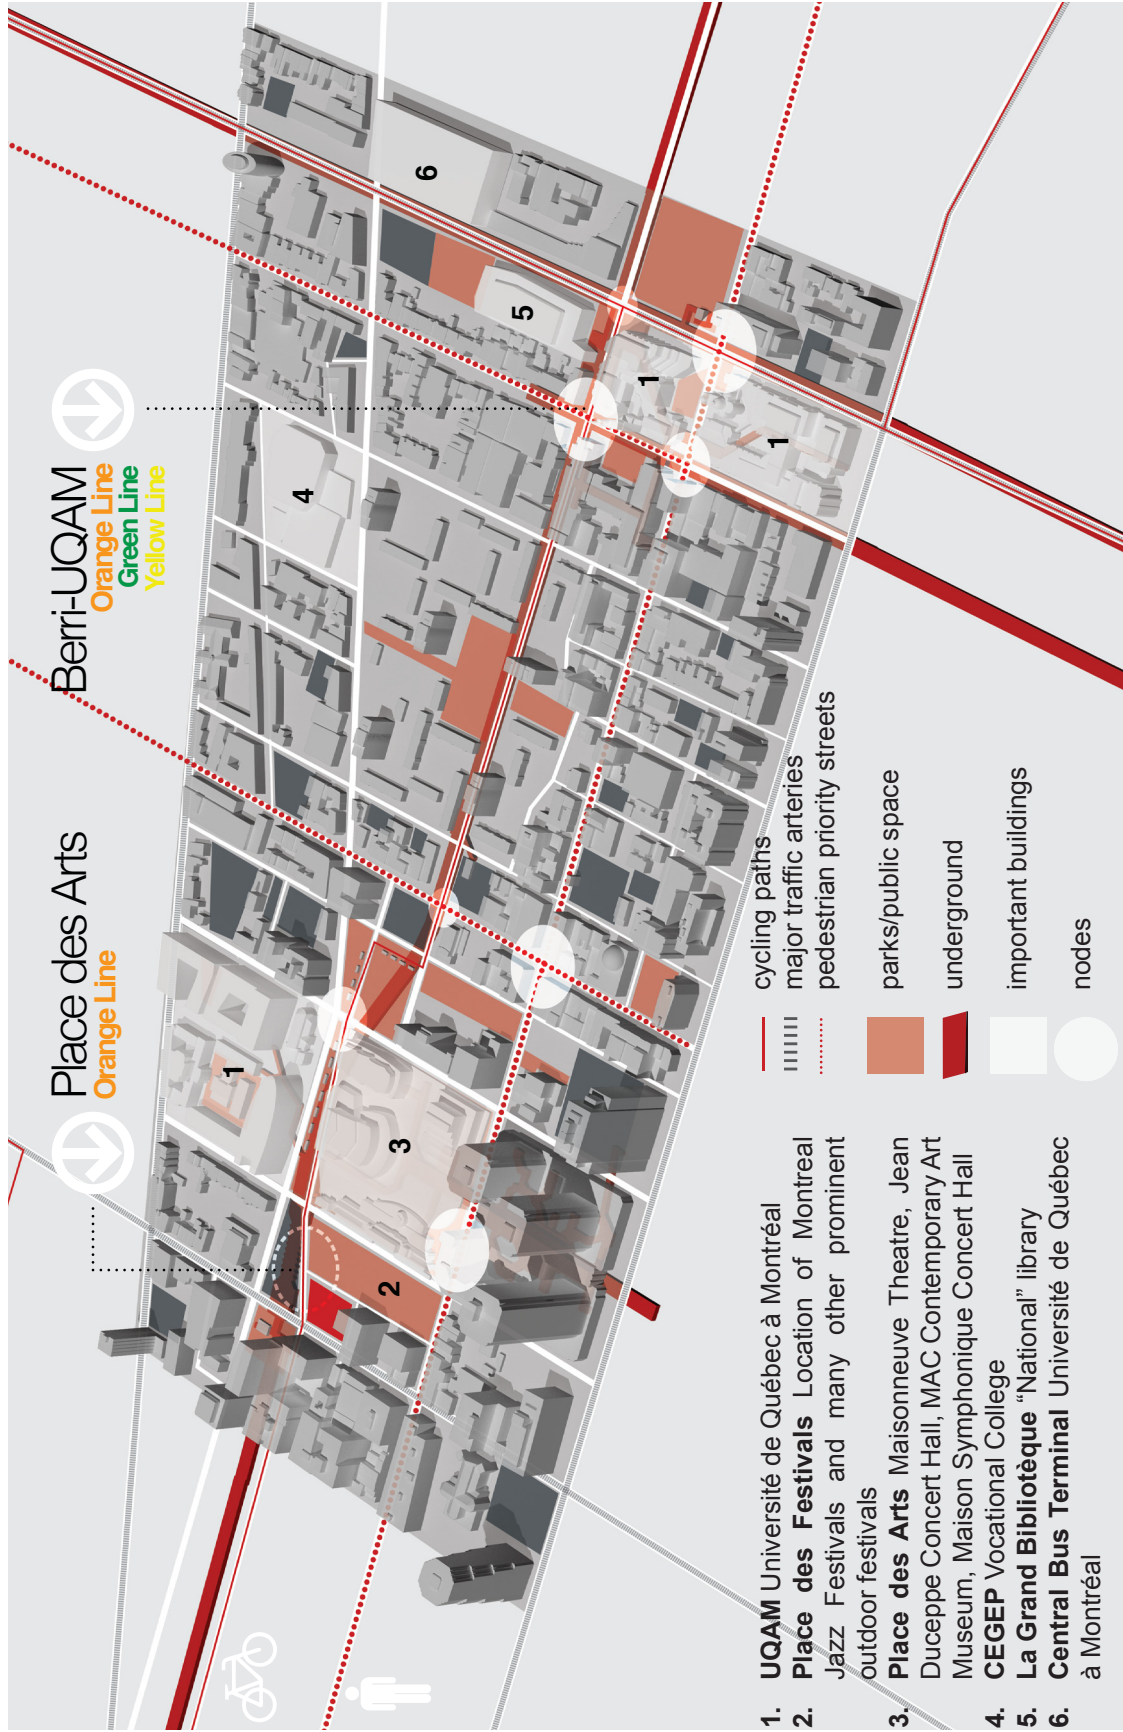 Place des Arts
Orange Line
Berri-UQAM
Orange Line
Green Line
Yellow Line
1
2
3
1
4
5
6
1
1
1. UQAM Université de Québec à Montréal
2. Place des Festivals Location of Montreal
Jazz Festivals and many other prominent
outdoor festivals
3. Place des Arts Maisonneuve Theatre, Jean
Duceppe Concert Hall, MAC Contemporary Art
Museum, Maison Symphonique Concert Hall
4. CEGEP Vocational College
5. La Grand Bibliotèque “National” library
6. Central Bus Terminal Université de Québec
à Montréal
cycling paths
major traffic arteries
pedestrian priority streets
parks/public space
underground
important buildings
nodes